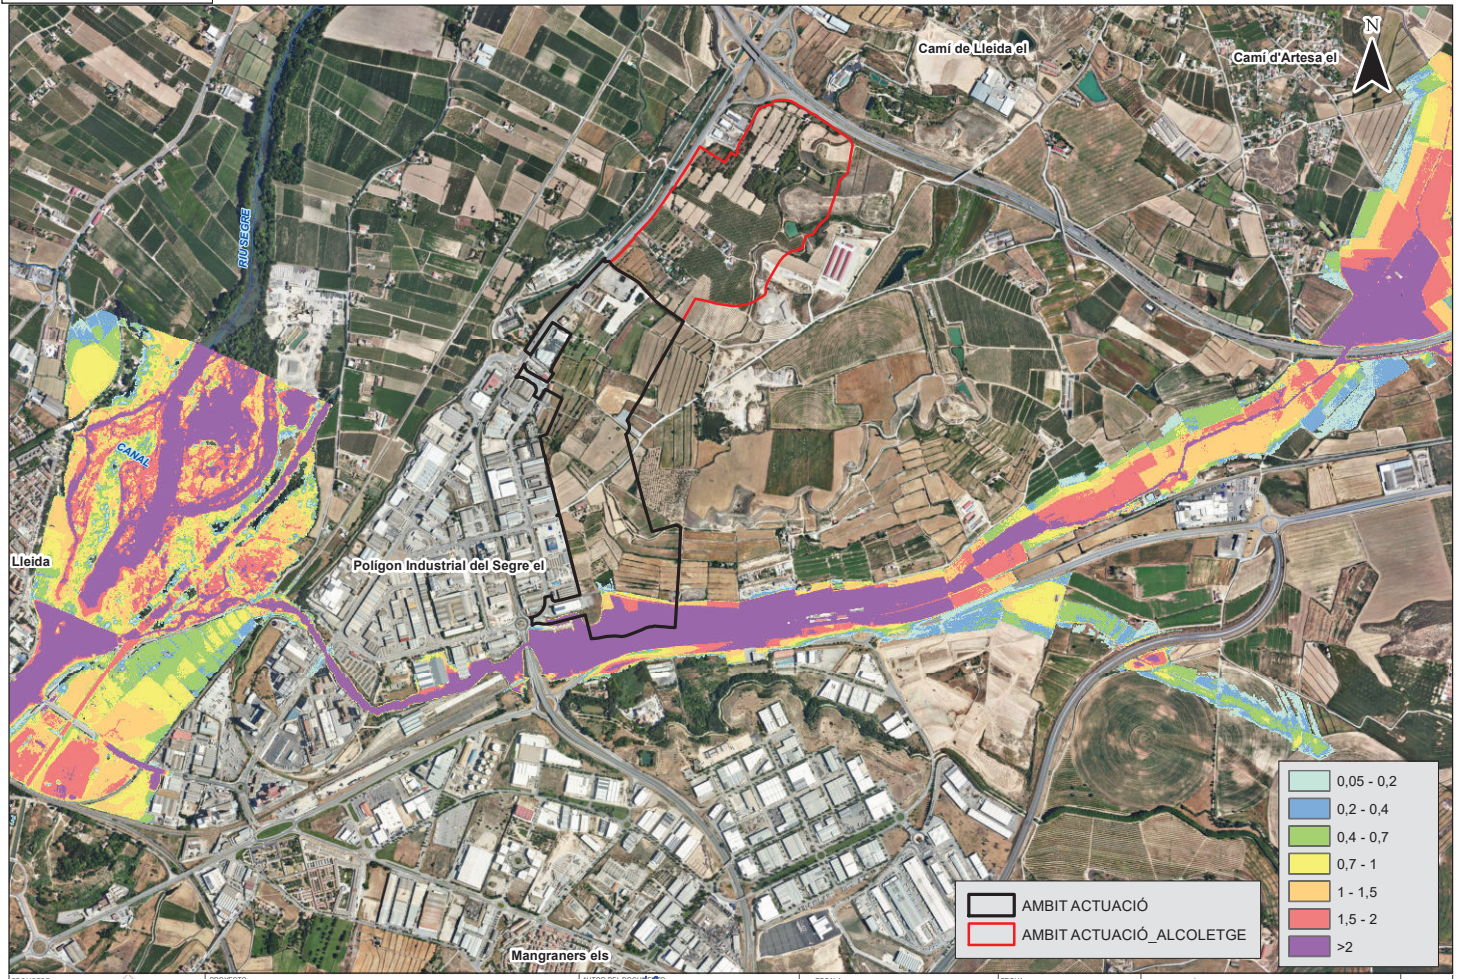 Camí de Lleida el
Camí d'Artesa el
N
RIU SEGRE
CANAL
Lleida
Polígon Industrial del Segre el
Mangraners els
AMBIT ACTUACIÓ
AMBIT ACTUACIÓ_ALCOLETGE
0,05 - 0,2
0,2 - 0,4
0,4 - 0,7
0,7 - 1
1 - 1,5
1,5 - 2
>2